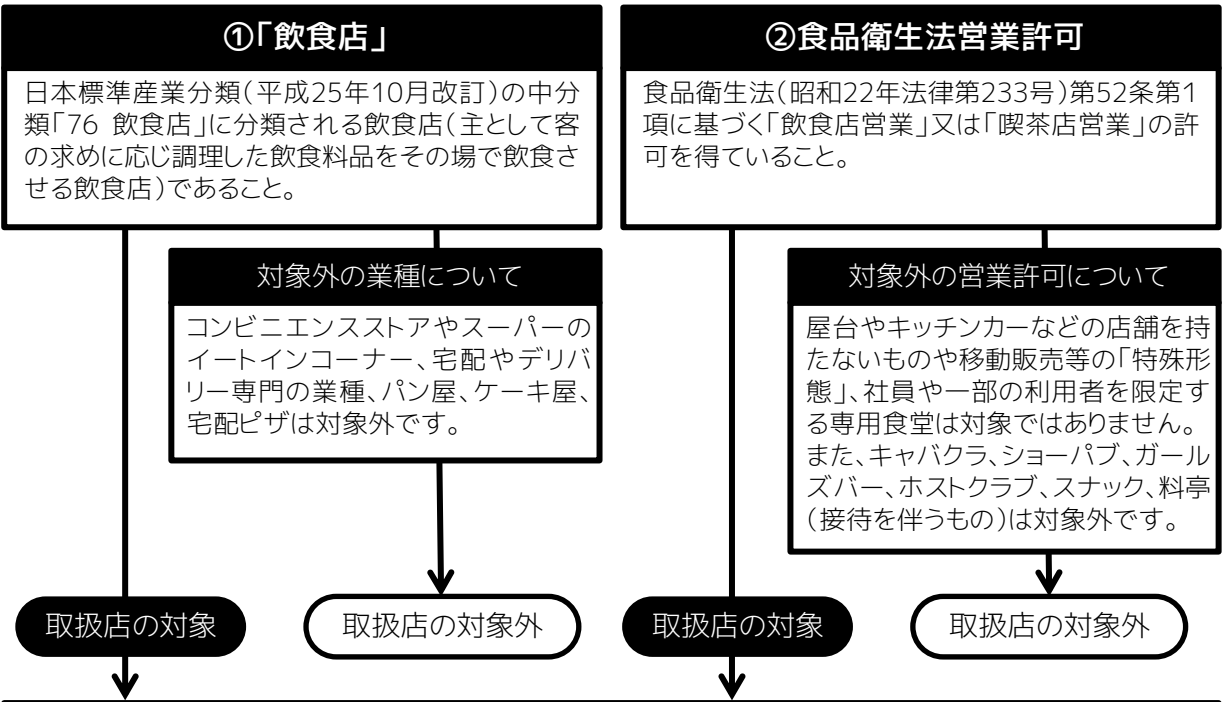 ①「飲食店」
日本標準産業分類(平成25年10月改訂)の中分
類「76 飲食店」に分類される飲食店(主として客
の求めに応じ調理した飲食料品をその場で飲食さ
せる飲食店)であること。
対象外の業種について
コンビニエンスストアやスーパーの
イートインコーナー、宅配やデリバ
リー専門の業種、パン屋、ケーキ屋、
宅配ピザは対象外です。
取扱店の対象
取扱店の対象外
②食品衛生法営業許可
食品衛生法(昭和22年法律第233号)第52条第1
項に基づく「飲食店営業」又は「喫茶店営業」の許
可を得ていること。
対象外の営業許可について
屋台やキッチンカーなどの店舗を持
たないものや移動販売等の「特殊形
態」、社員や一部の利用者を限定す
る専用食堂は対象ではありません。
また、キャバクラ、ショーパブ、ガール
ズバー、ホストクラブ、スナック、料亭
(接待を伴うもの)は対象外です。
取扱店の対象
取扱店の対象外